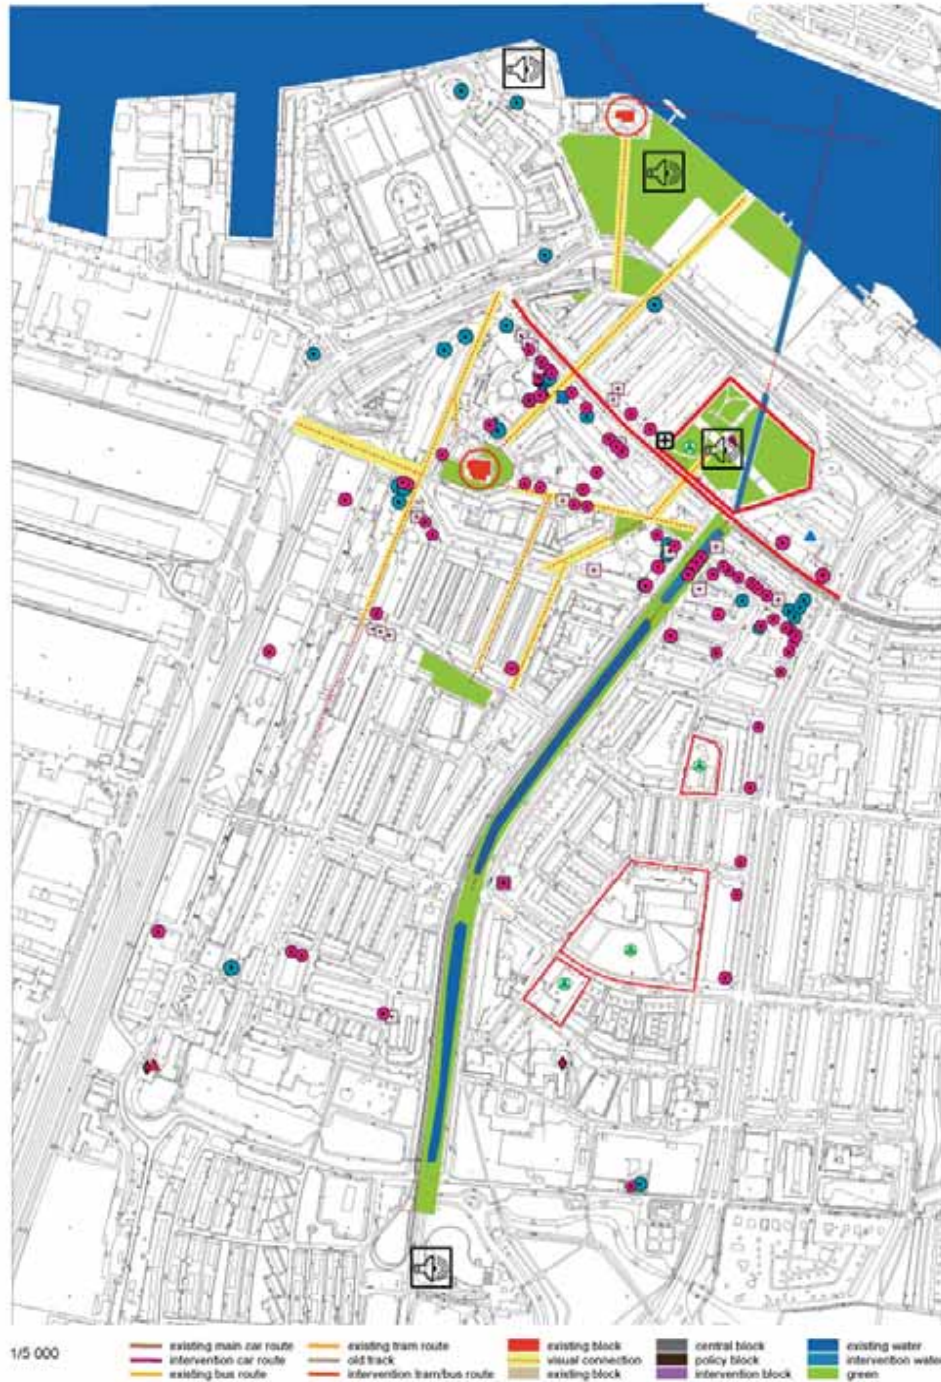 1/5 000
existing main car route
intervention car route
existing bus route
existing tram route
old track
intervention tram/bus route
existing block
visual connection
existing block
central block
policy block
intervention block
existing water
intervention water
green